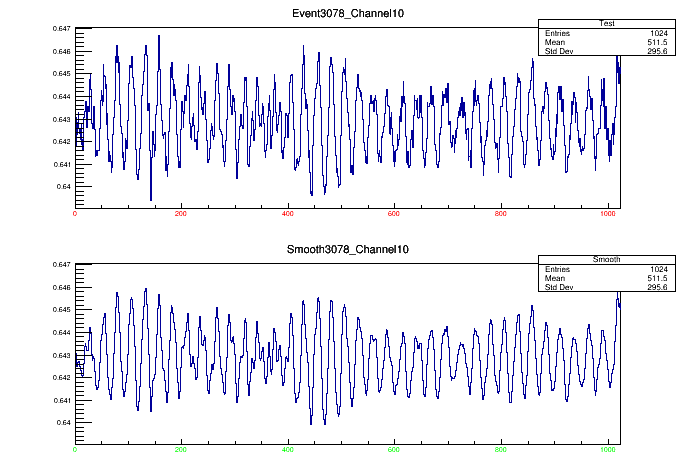 Event3078_Channel10
Test
Entries 1024
Mean 511.5
Std Dev 295.6
0.647
0.646
0.645
0.644
0.643
0.642
0.641
0.64
0 200 400 600 800 1000
Smooth3078_Channel10
Smooth
Entries 1024
Mean 511.5
Std Dev 295.6
0.647
0.646
0.645
0.644
0.643
0.642
0.641
0.64
0 200 400 600 800 1000